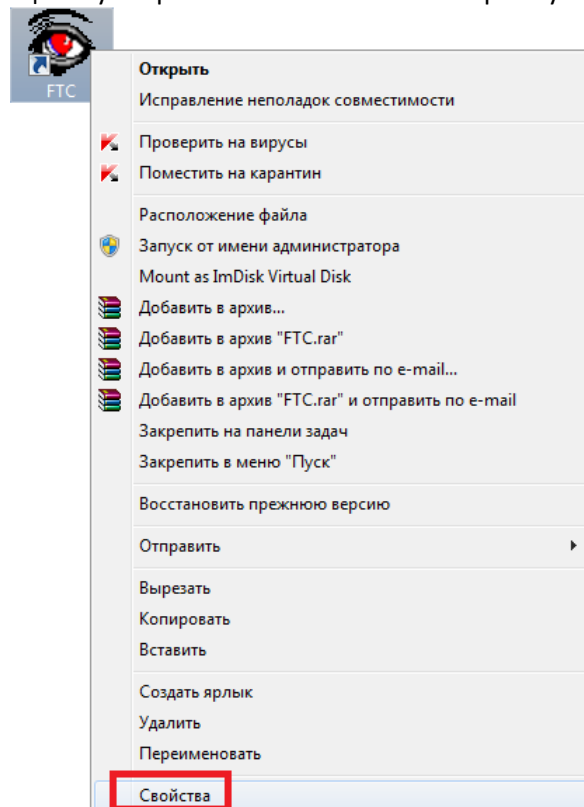 FTC
Открыть
Исправление неполадок совместимости
Проверить на вирусы
Поместить на карантин
Расположение файла
Запуск от имени администратора
Mount as ImDisk Virtual Disk
Добавить в архив...
Добавить в архив "FTC.rar"
Добавить в архив и отправить по e-mail...
Добавить в архив "FTC.rar" и отправить по e-mail
Закрепить на панели задач
Закрепить в меню "Пуск"
Восстановить прежнюю версию
Отправить
Вырезать
Копировать
Вставить
Создать ярлык
Удалить
Переименовать
Свойства